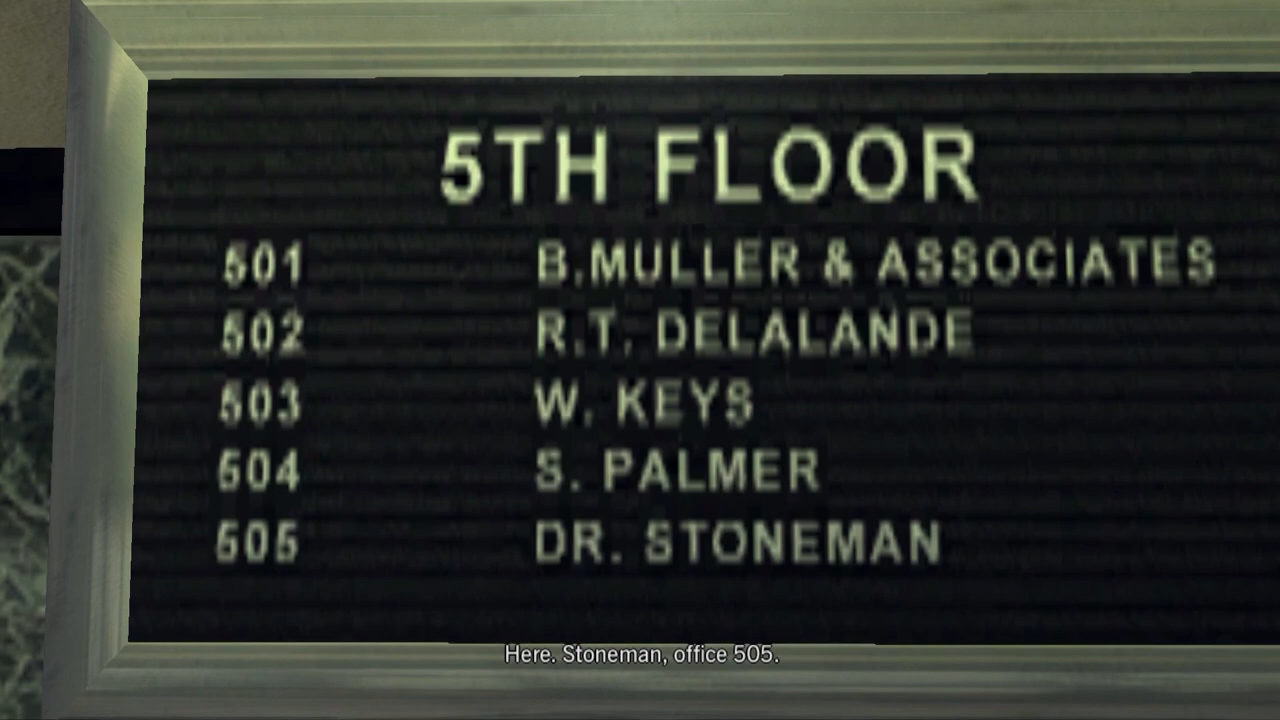 5TH FLOOR
501 B.MULLER & ASSOCIATES
502 R.T. DELALANDE
503 W. KEYS
504 S. PALMER
505 DR. STONEMAN
Here. Stoneman, office 505.